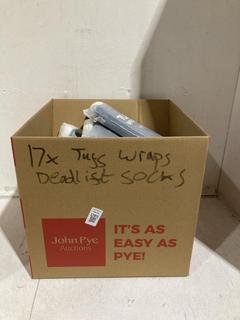 17x Tugg Wraps
Deadlist SOCKS
John Pye
Auctions
IT'S AS
EASY AS
PYE!